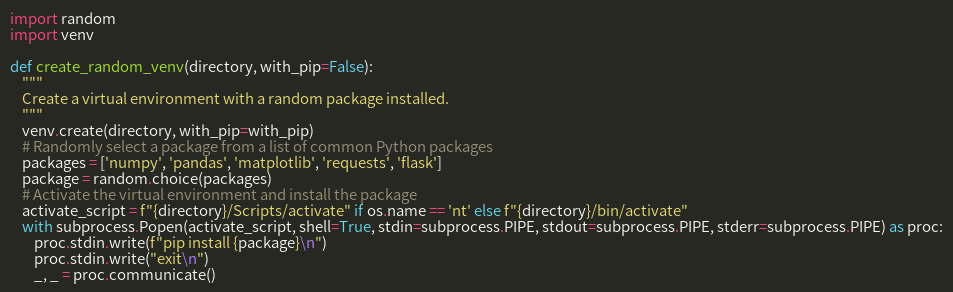 import random
import venv

def create_random_venv(directory, with_pip=False):
    """
    Create a virtual environment with a random package installed.
    """
    venv.create(directory, with_pip=with_pip)
    # Randomly select a package from a list of common Python packages
    packages = ['numpy', 'pandas', 'matplotlib', 'requests', 'flask']
    package = random.choice(packages)
    # Activate the virtual environment and install the package
    activate_script = f"{directory}/Scripts/activate" if os.name == 'nt' else f"{directory}/bin/activate"
    with subprocess.Popen(activate_script, shell=True, stdin=subprocess.PIPE, stdout=subprocess.PIPE, stderr=subprocess.PIPE) as proc:
        proc.stdin.write(f"pip install {package}\n")
        proc.stdin.write("exit\n")
        _, _ = proc.communicate()